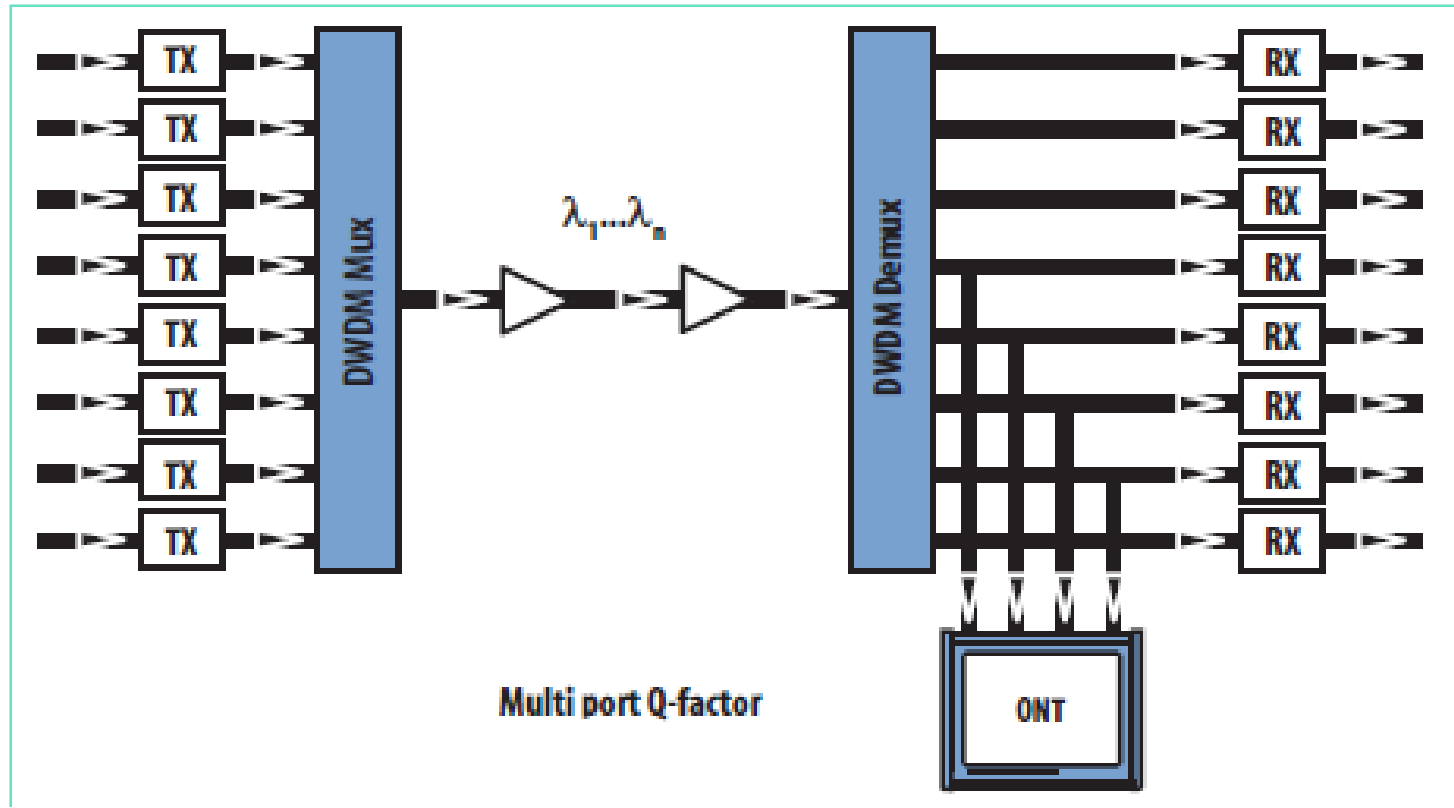 TX
TX
TX
TX
TX
TX
TX
TX
DWDM Mux
λ₁...λₙ
DWDM Demux
RX
RX
RX
RX
RX
RX
RX
RX
Multi port Q-factor
ONT